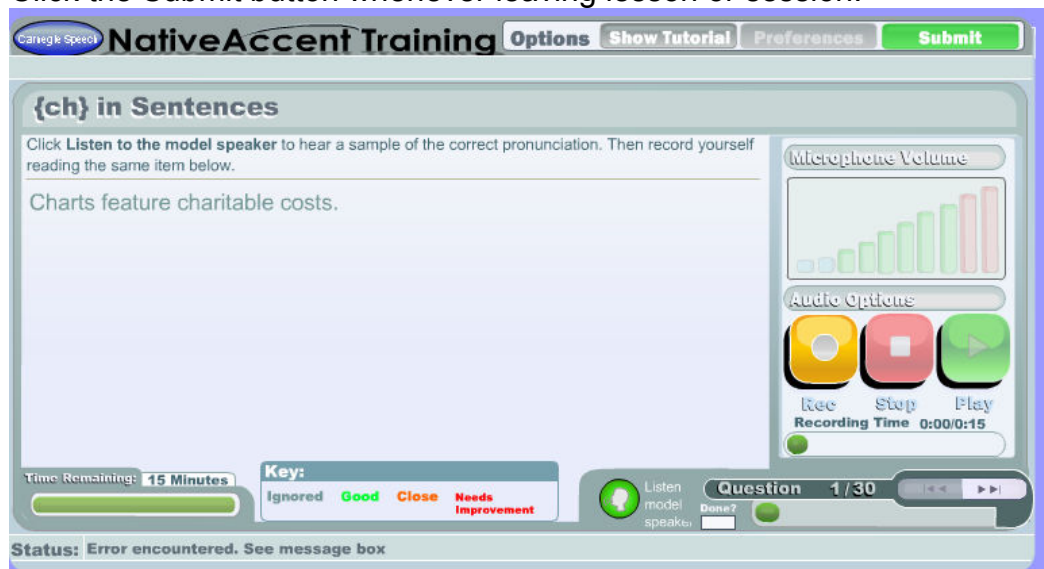 Click the Submit button whenever leaving lesson or session.
Carnegie Speech NativeAccent Training Options Show Tutorial Preferences Submit
{ch} in Sentences
Click Listen to the model speaker to hear a sample of the correct pronunciation. Then record yourself
reading the same item below.
Charts feature charitable costs.
Microphone Volume
Audio Options
Rec Stop Play
Recording Time 0:00/0:15
Time Remaining: 15 Minutes
Key:
Ignored Good Close Needs
Improvement
Listen
model
speaker
Question 1/30
Done?
Status: Error encountered. See message box